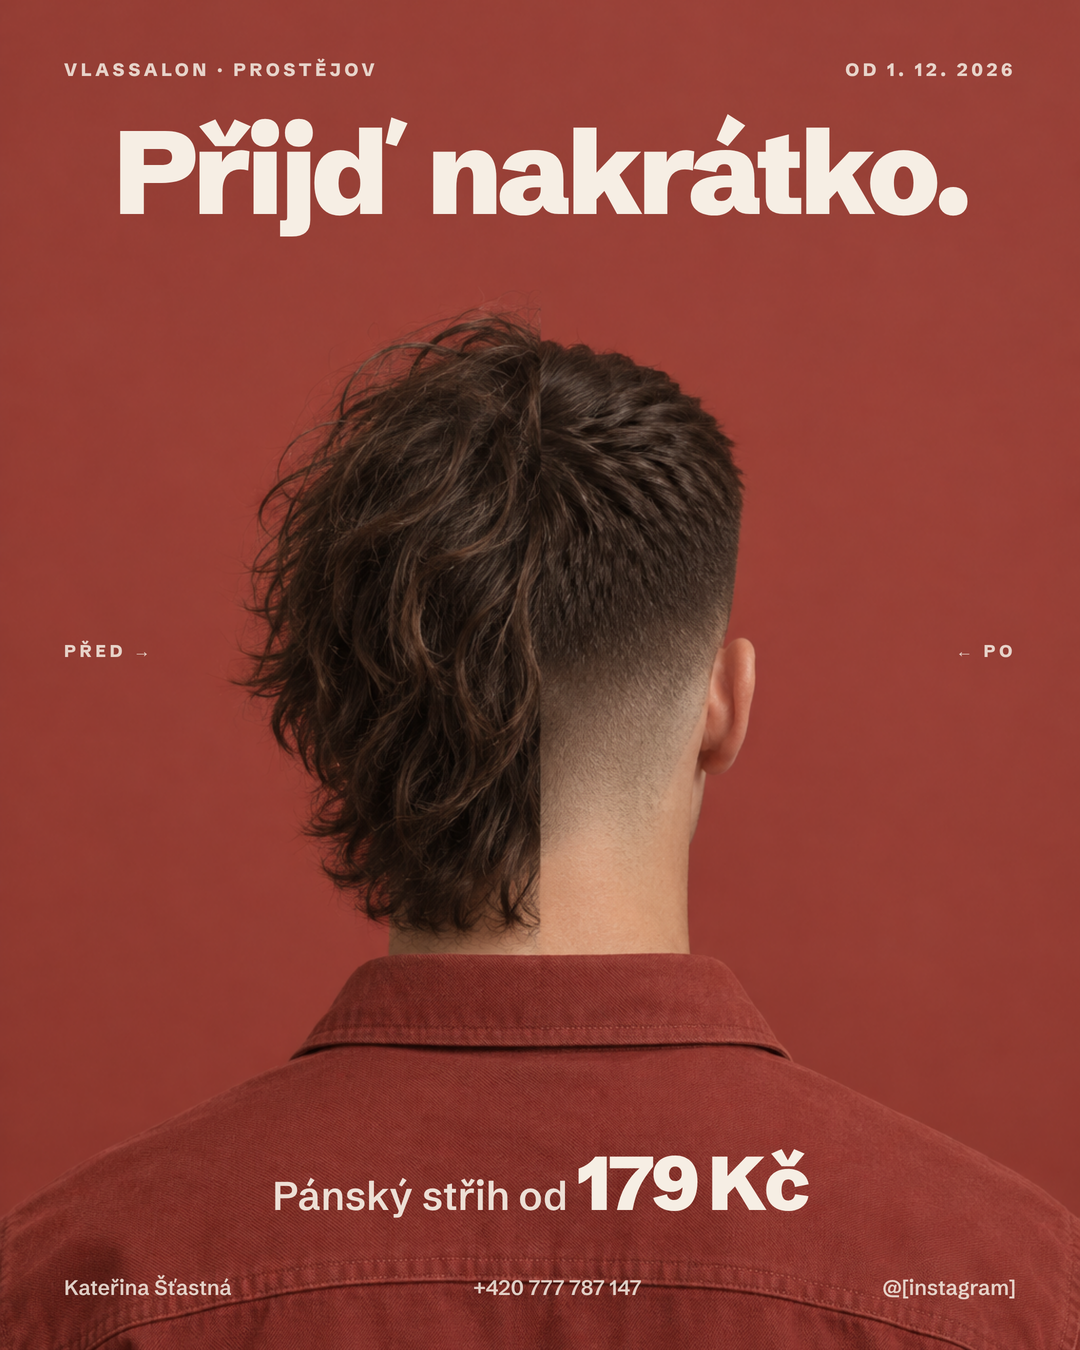 VLASSALON · PROSTĚJOV
OD 1. 12. 2026
Přijď nakrátko.
PŘED →
← PO
Pánský střih od 179 Kč
Kateřina Šťastná
+420 777 787 147
@[instagram]